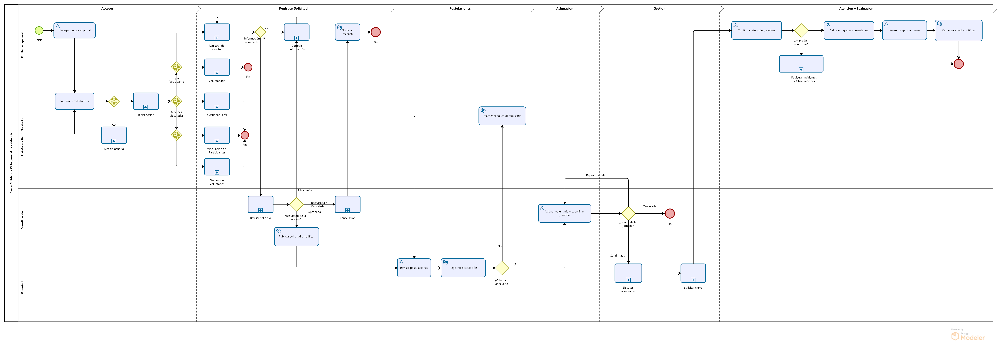 Accesos
Registrar Solicitud
Postulaciones
Asignacion
Gestion
Atencion y Evaluacion
Barrio Solidario - Ciclo general de asistencia
Publico en general
Inicio
Navagacion por el portal
Tipo
Participante
Registrar de
solicitud
¿Información
completa?
No
Sí
Corregir
información
Notificar
rechazo
Fin
Voluntariado
Fin
Confirmar atención y evaluar
¿Atención
conforme?
Sí
Calificar ingresar comentarios
Revisar y aprobar cierre
Cerrar solicitud y notificar
Registrar Incidentes
/ Observaciones
Fin
Plataforma Barrio Solidario
Ingresar a Paltafortma
Iniciar sesion
Alta de Usuario
Acciones
ejecutadas
Gestionar Perfil
Vinculacion de
Participantes
Gestion de
Voluntarios
Fin
Mantener solicitud publicada
Reprogramada
Coordinación
Observada
Revisar solicitud
¿Resultado de la
revisión?
Rechazada /
Cancelada
Aprobada
Cancelacion
Publicar solicitud y notificar
Asignar voluntario y coordinar
jornada
¿Estado de la
jornada?
Cancelada
Fin
No
Voluntario
Revisar postulaciones
Registrar postulación
¿Voluntario
adecuado?
Sí
Confirmada
Ejecutar
atención y
Solicitar cierre
Powered by
bizagi
Modeler